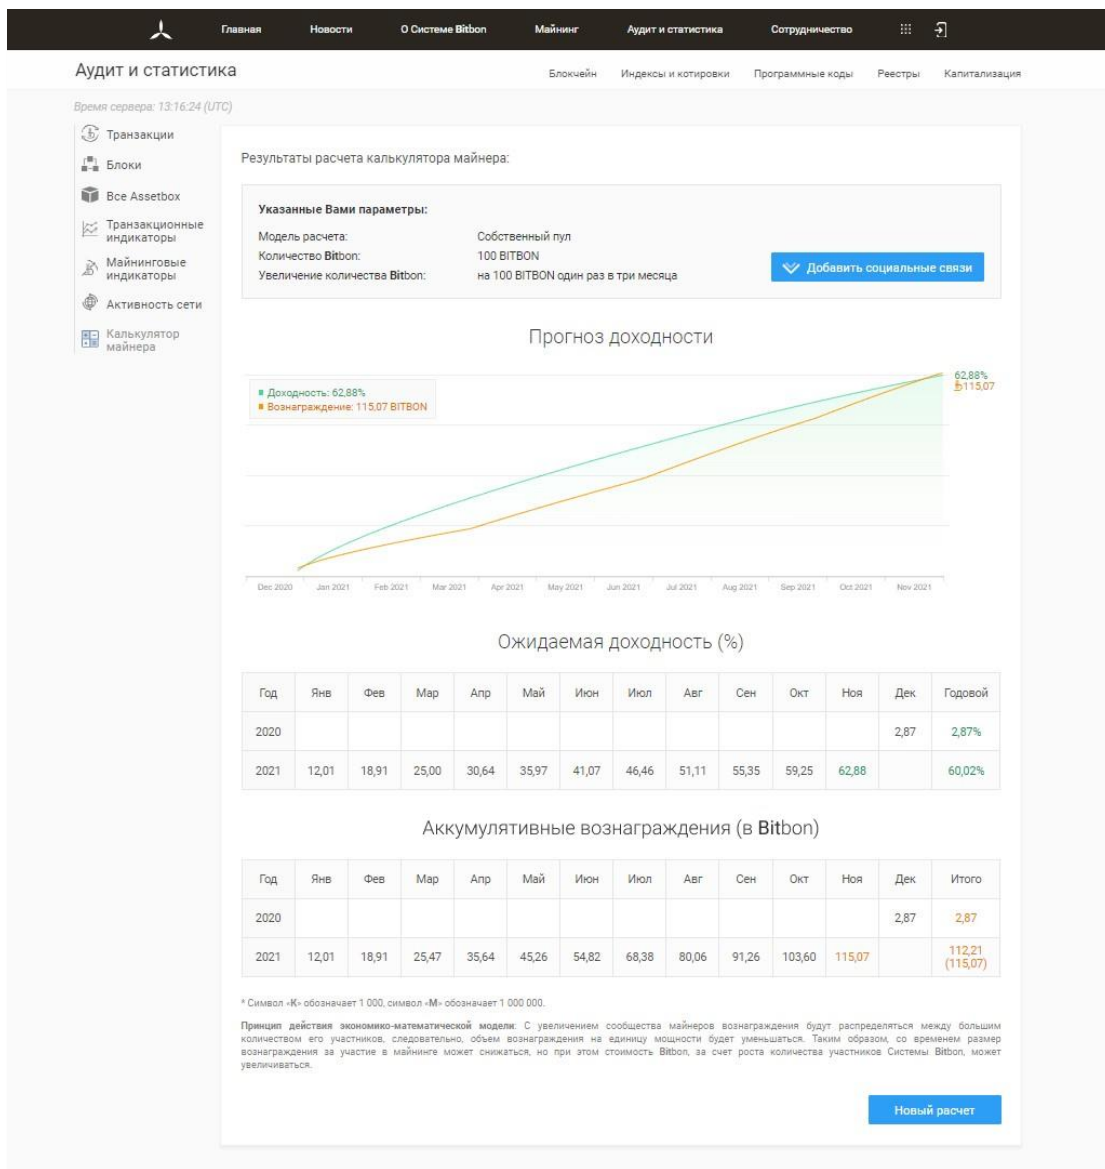 Главная Новости О Системе Bitbon Майнинг Аудит и статистика Сотрудничество
Аудит и статистика Блокчейн Индексы и котировки Программные коды Реестры Капитализация
Время сервера: 13:16:24 (UTC)
Транзакции
Блоки
Все Assetbox
Транзакционные
индикаторы
Майнинговые
индикаторы
Активность сети
Калькулятор
майнера
Результаты расчета калькулятора майнера:
Указанные Вами параметры:
Модель расчета: Собственный пул
Количество Bitbon: 100 BITBON
Увеличение количества Bitbon: на 100 BITBON один раз в три месяца
Добавить социальные связи
Прогноз доходности
Доходность: 62,88%
Вознаграждение: 115,07 BITBON
62,88%
115,07
Dec 2020 Jan 2021 Feb 2021 Mar 2021 Apr 2021 May 2021 Jun 2021 Jul 2021 Aug 2021 Sep 2021 Oct 2021 Nov 2021
Ожидаемая доходность (%)
Год Янв Фев Мар Апр Май Июн Июл Авг Сен Окт Ноя Дек Годовой
2020 2,87 2,87%
2021 12,01 18,91 25,00 30,64 35,97 41,07 46,46 51,11 55,35 59,25 62,88 60,02%
Аккумулятивные вознаграждения (в Bitbon)
Год Янв Фев Мар Апр Май Июн Июл Авг Сен Окт Ноя Дек Итого
2020 2,87 2,87
2021 12,01 18,91 25,47 35,64 45,26 54,82 68,38 80,06 91,26 103,60 115,07 112,21
(115,07)
* Символ «К» обозначает 1 000, символ «М» обозначает 1 000 000.
Принцип действия экономико-математической модели: С увеличением сообщества майнеров вознаграждения будут распределяться между большим
количеством его участников, следовательно, объем вознаграждения на единицу мощности будет уменьшаться. Таким образом, со временем размер
вознаграждения за участие в майнинге может снижаться, но при этом стоимость Bitbon, за счет роста количества участников Системы Bitbon, может
увеличиваться.
Новый расчет